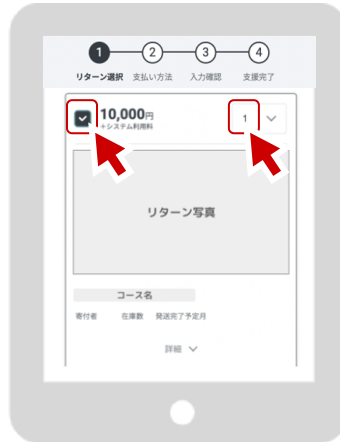 1 2 3 4
リターン選択 支払い方法 入力確認 支援完了
10,000円 1
+システム利用料
リターン写真
コース名
寄付者 在庫数 発送完了予定月
詳細